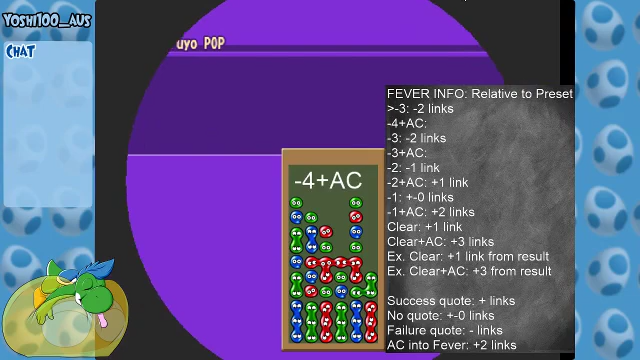 Yoshi100_Aus
Chat
uyo POP
-4+AC
FEVER INFO: Relative to Preset
>-3: -2 links
-4+AC:
-3: -2 links
-3+AC:
-2: -1 link
-2+AC: +1 link
-1: +-0 links
-1+AC: +2 links
Clear: +1 link
Clear+AC: +3 links
Ex. Clear: +1 link from result
Ex. Clear+AC: +3 from result
Success quote: + links
No quote: +-0 links
Failure quote: - links
AC into Fever: +2 links